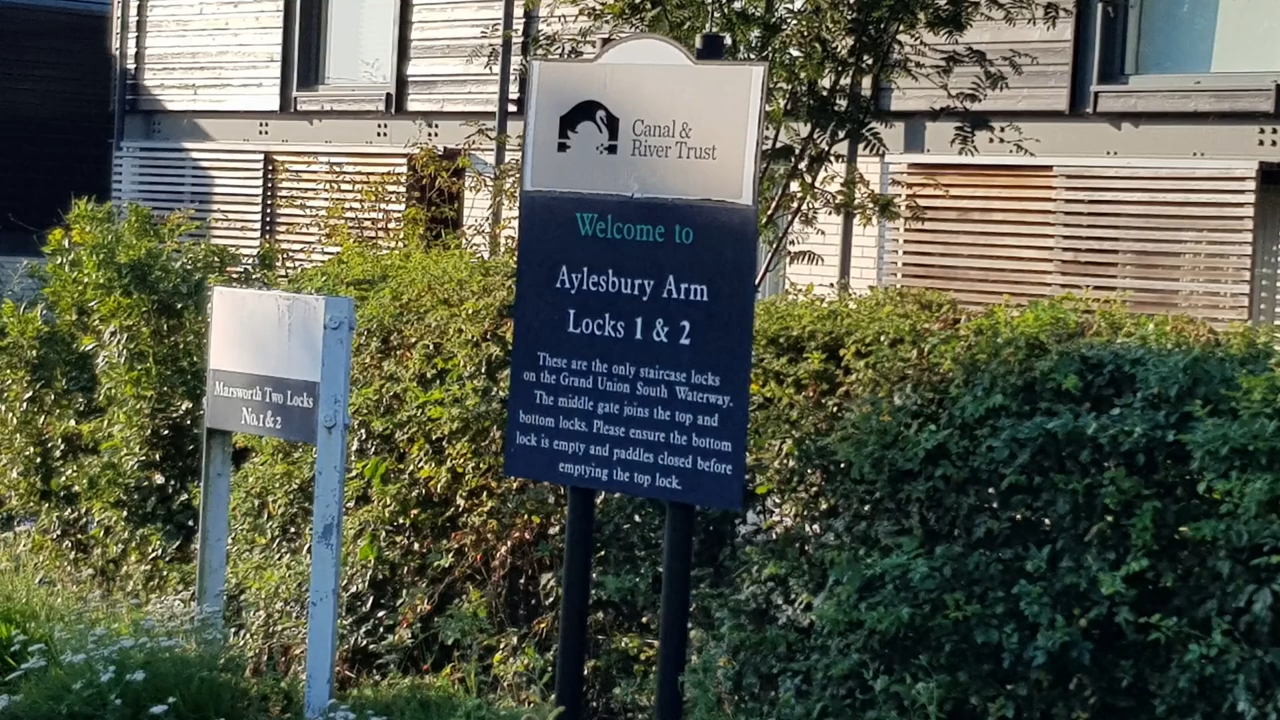 Canal &
River Trust
Welcome to
Aylesbury Arm
Locks 1 & 2
These are the only staircase locks
on the Grand Union South Waterway.
The middle gate joins the top and
bottom locks. Please ensure the bottom
lock is empty and paddles closed before
emptying the top lock.
Marsworth Two Locks
No. 1 & 2